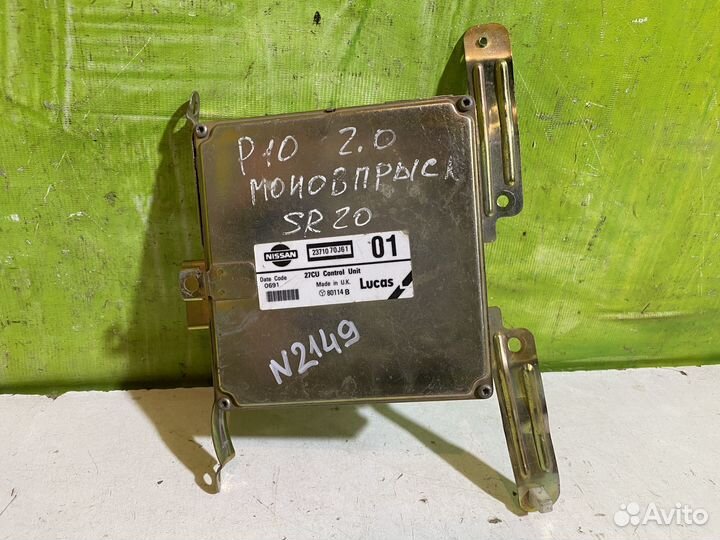 P10 2.0
МОНОВПРЫСК
SR20
NISSAN 23710 70J61 01
27CU Control Unit
Date Code
0691
Made in U.K.
80114 B
Lucas
N2149
Avito